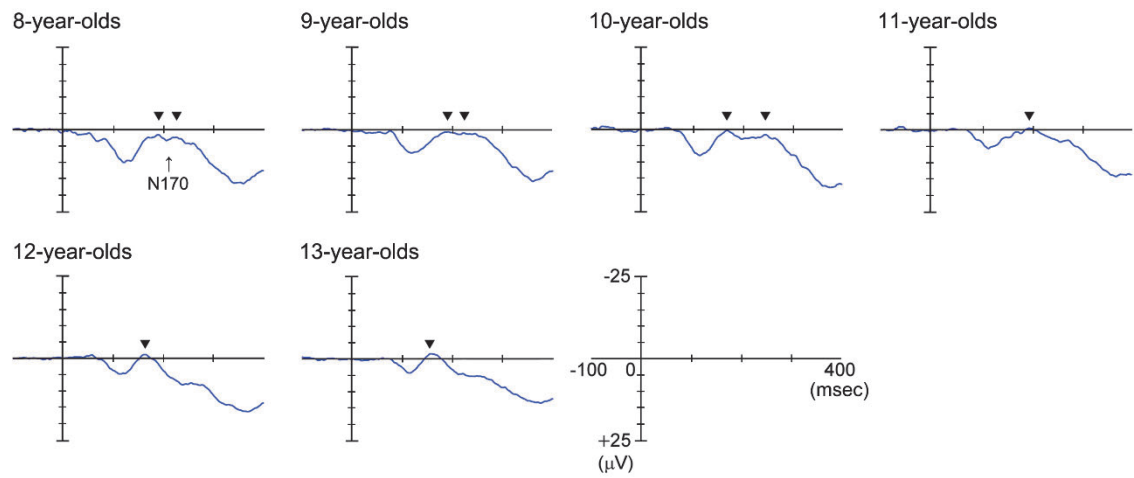 8-year-olds
9-year-olds
10-year-olds
11-year-olds
N170
12-year-olds
13-year-olds
-25
-100
0
400
(msec)
+25
(μV)